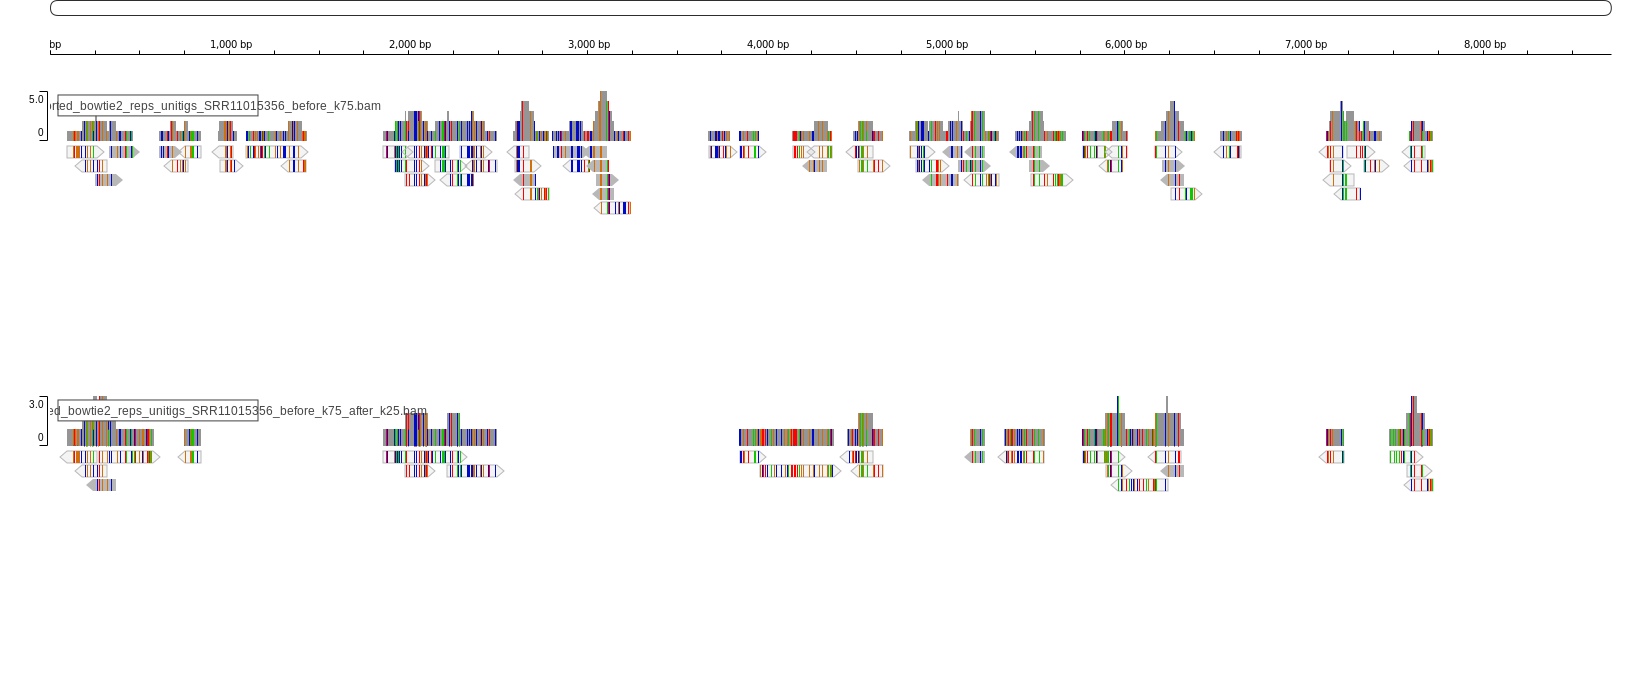 bp 1,000 bp 2,000 bp 3,000 bp 4,000 bp 5,000 bp 6,000 bp 7,000 bp 8,000 bp
5.0
rted_bowtie2_reps_unitigs_SRR11015356_before_k75.bam
0
3.0
ed_bowtie2_reps_unitigs_SRR11015356_before_k75_after_k25.bam
0